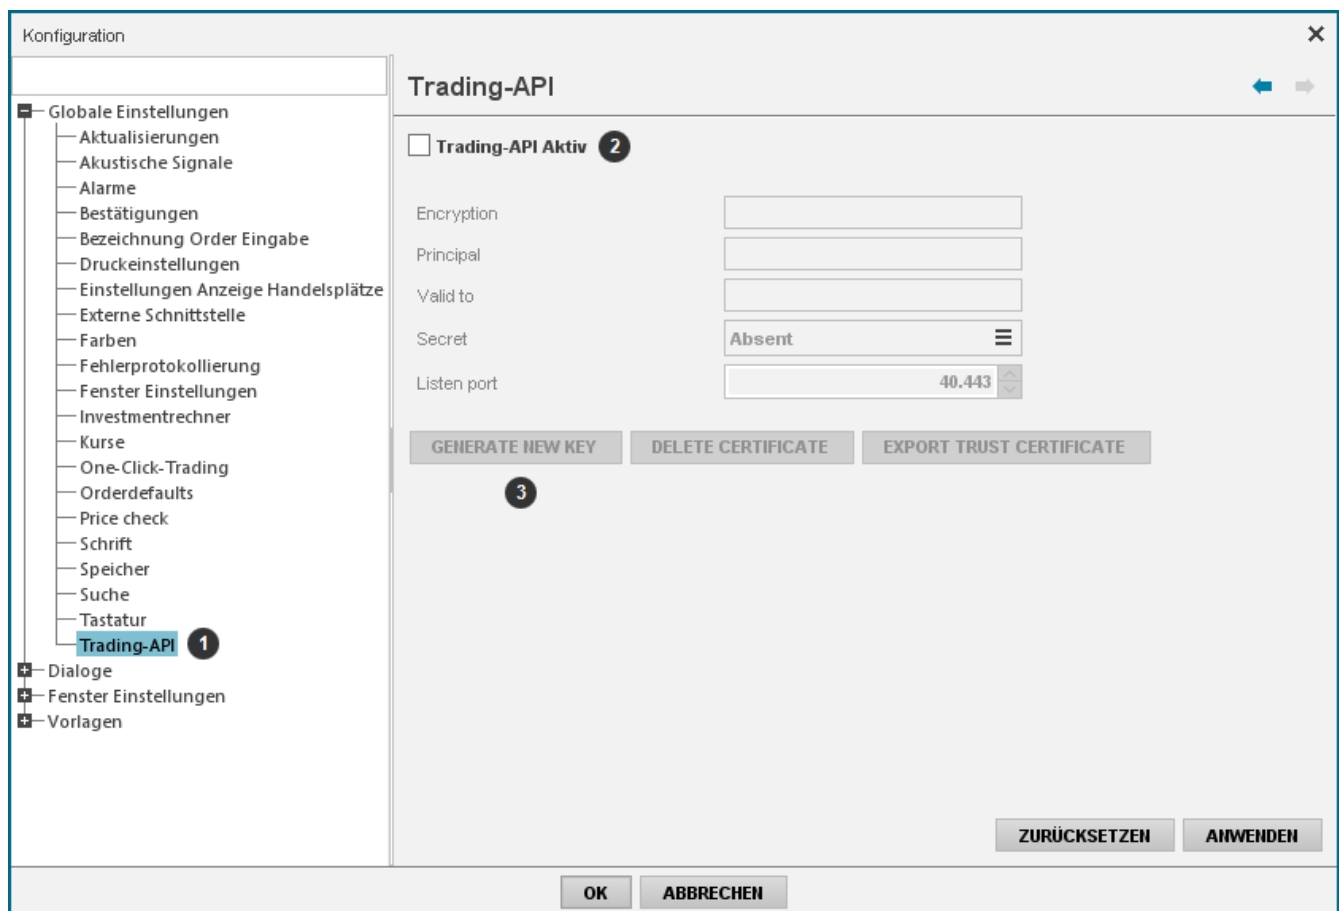 Konfiguration
Globale Einstellungen
Aktualisierungen
Akustische Signale
Alarme
Bestätigungen
Bezeichnung Order Eingabe
Druckeinstellungen
Einstellungen Anzeige Handelsplätze
Externe Schnittstelle
Farben
Fehlerprotokollierung
Fenster Einstellungen
Investmentrechner
Kurse
One-Click-Trading
Orderdefaults
Price check
Schrift
Speicher
Suche
Tastatur
Trading-API 1
Dialoge
Fenster Einstellungen
Vorlagen
Trading-API
Trading-API Aktiv 2
Encryption
Principal
Valid to
Secret Absent
Listen port 40.443
GENERATE NEW KEY DELETE CERTIFICATE EXPORT TRUST CERTIFICATE
3
ZURÜCKSETZEN ANWENDEN
OK ABBRECHEN